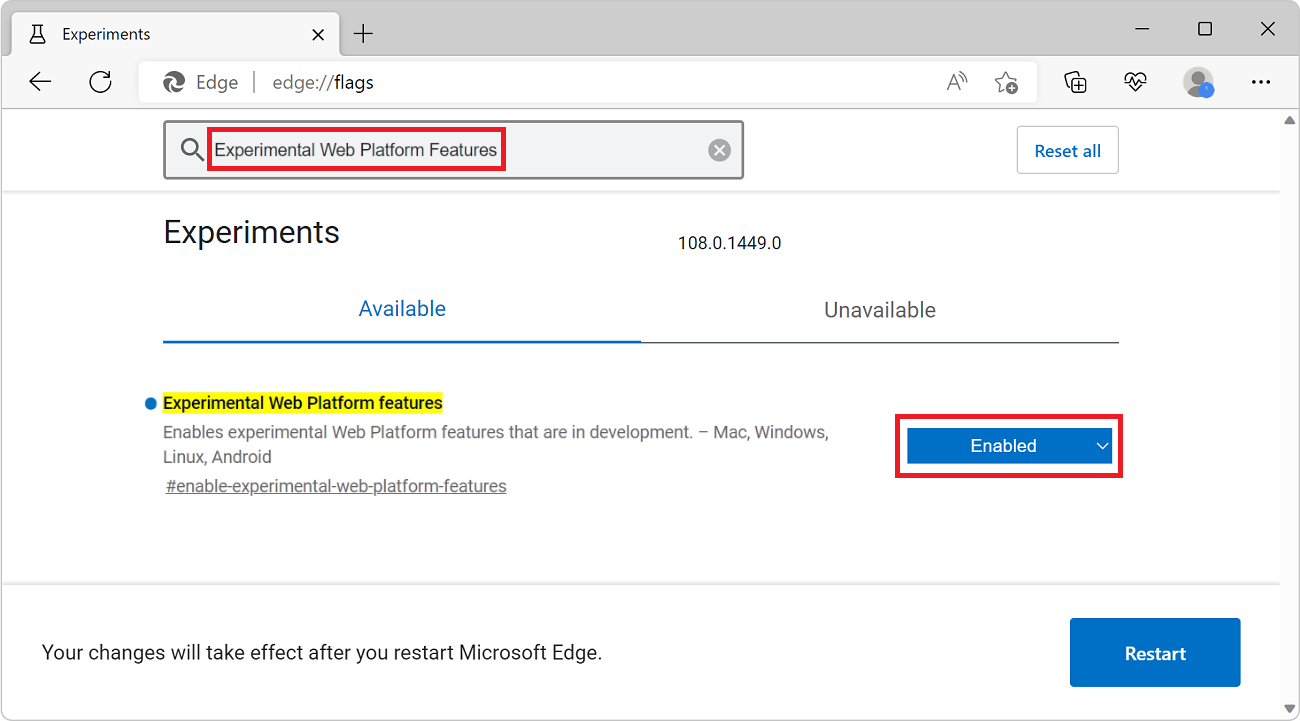 Experiments
Edge edge://flags
Experimental Web Platform Features
Reset all
Experiments
108.0.1449.0
Available
Unavailable
Experimental Web Platform features
Enables experimental Web Platform features that are in development. – Mac, Windows,
Linux, Android
#enable-experimental-web-platform-features
Enabled
Your changes will take effect after you restart Microsoft Edge.
Restart